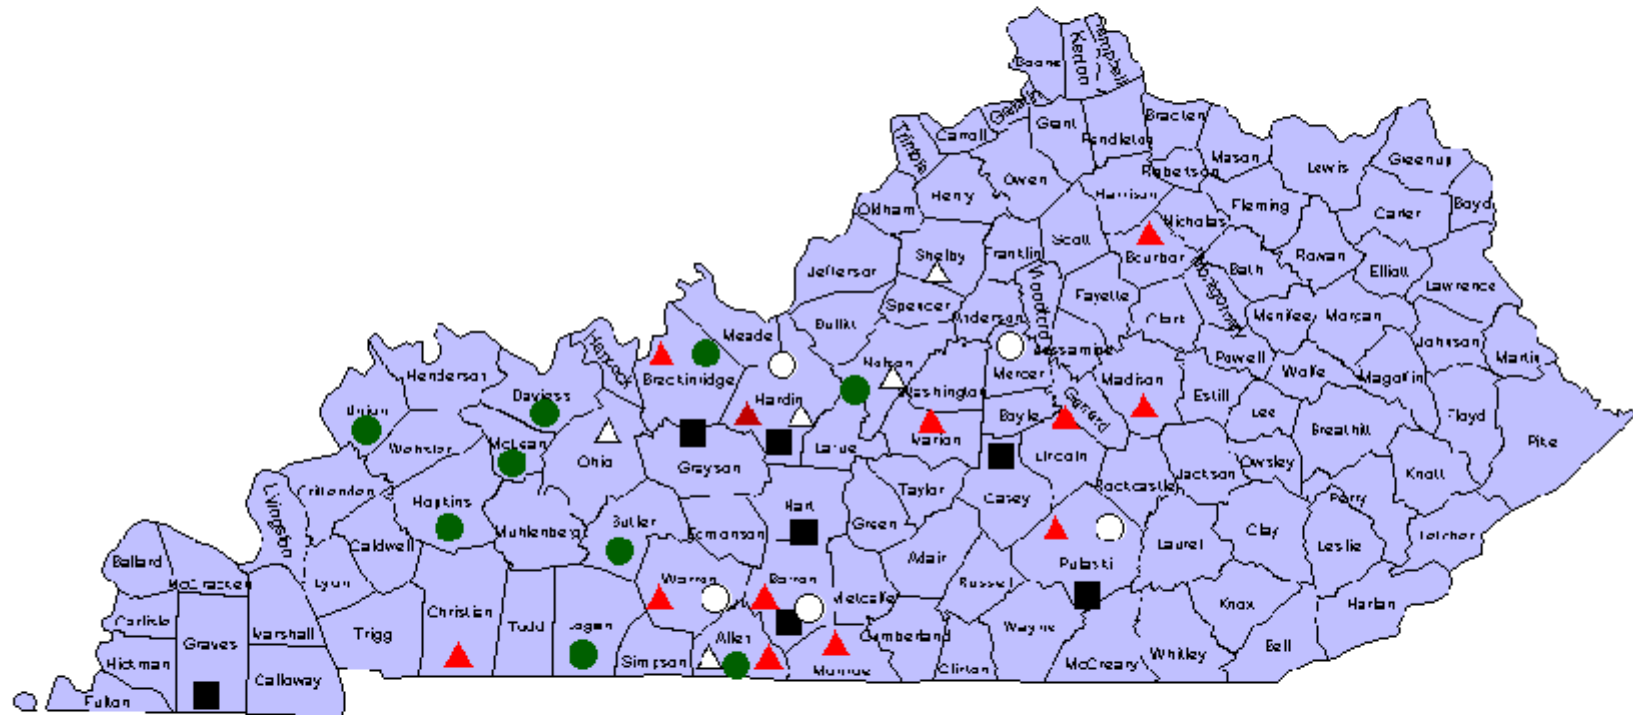 Boone
Kenton
Campbell
Carroll
Grant
Pendleton
Bracken
Trimble
Mason
Lewis
Greenup
Robertson
Owen
Henry
Harrison
Oldham
Nicholas
Fleming
Carter
Boyd
Scott
Shelby
Franklin
Bourbon
Bath
Rowan
Elliott
Jefferson
Lawrence
Woodford
Montgomery
Fayette
Spencer
Anderson
Clark
Menifee
Morgan
Bullitt
Meade
Johnson
Martin
Nelson
Jessamine
Powell
Wolfe
Magoffin
Henderson
Hancock
Breckinridge
Mercer
Madison
Washington
Daviess
Hardin
Garrard
Estill
Lee
Floyd
Union
Boyle
Breathitt
Pike
McLean
Ohio
Webster
Larue
Marion
Lincoln
Grayson
Owsley
Jackson
Knott
Crittenden
Taylor
Rockcastle
Perry
Livingston
Hopkins
Hart
Casey
Muhlenberg
Butler
Edmonson
Green
Clay
Letcher
Caldwell
Laurel
Leslie
Ballard
Adair
Pulaski
McCracken
Lyon
Warren
Barren
Russell
Metcalfe
Christian
Knox
Harlan
Carlisle
Todd
Logan
Wayne
Marshall
Trigg
Allen
Cumberland
Graves
Simpson
Bell
Hickman
Monroe
Clinton
McCreary
Whitley
Calloway
Fulton